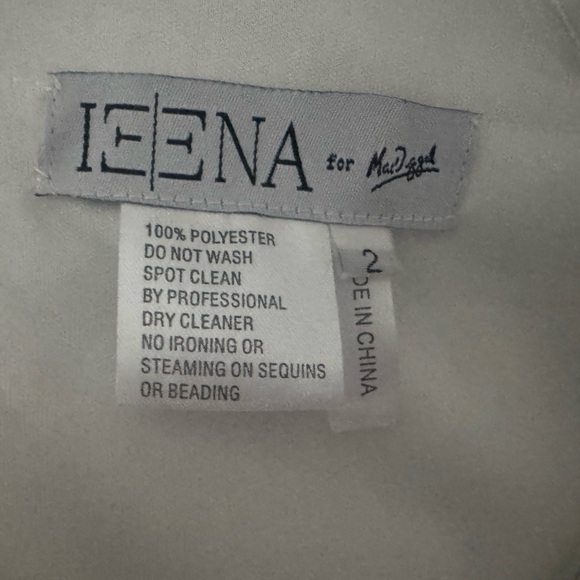 IEENA for Mac Duggal
100% POLYESTER
DO NOT WASH
SPOT CLEAN
BY PROFESSIONAL
DRY CLEANER
NO IRONING OR
STEAMING ON SEQUINS
OR BEADING
2
DE IN CHINA